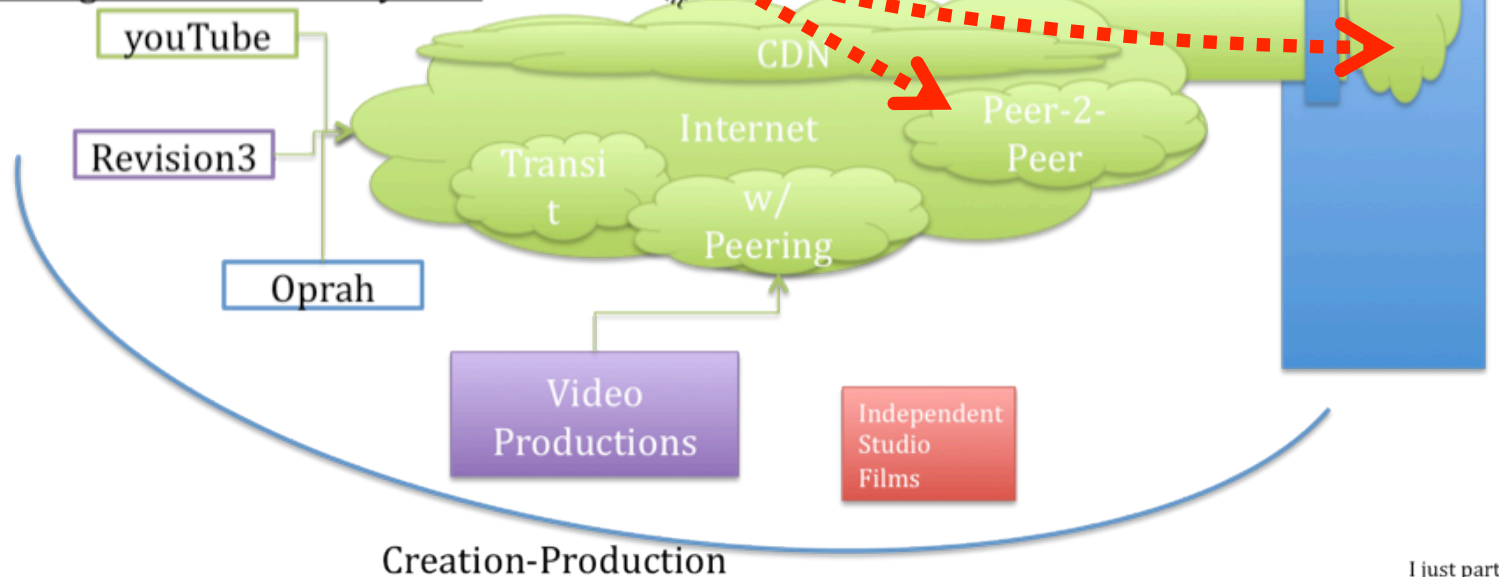 youTube
CDN
Peer-2-
Peer
Internet
Revision3
Transi
t
w/
Peering
Oprah
Video
Productions
Independent
Studio
Films
Creation-Production
I just part